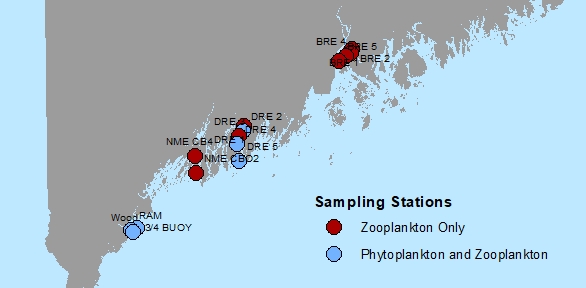 BRE 4
BRE 5
BRE 2
BRE 1
DRE 2
DRE
DRE 4
DRE
DRE 5
NME CB4
NME CBO2
Wood
RAM
3/4 BUOY
Sampling Stations
Zooplankton Only
Phytoplankton and Zooplankton